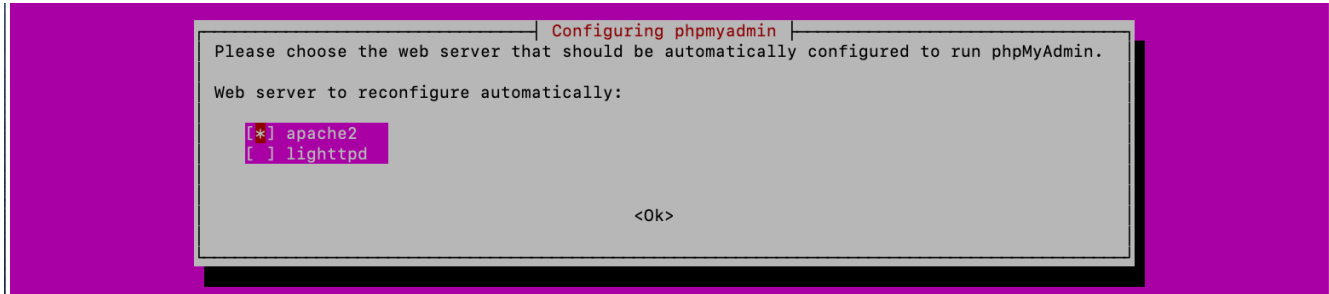 Configuring phpmyadmin
Please choose the web server that should be automatically configured to run phpMyAdmin.
Web server to reconfigure automatically:
[*] apache2
[ ] lighttpd
<Ok>